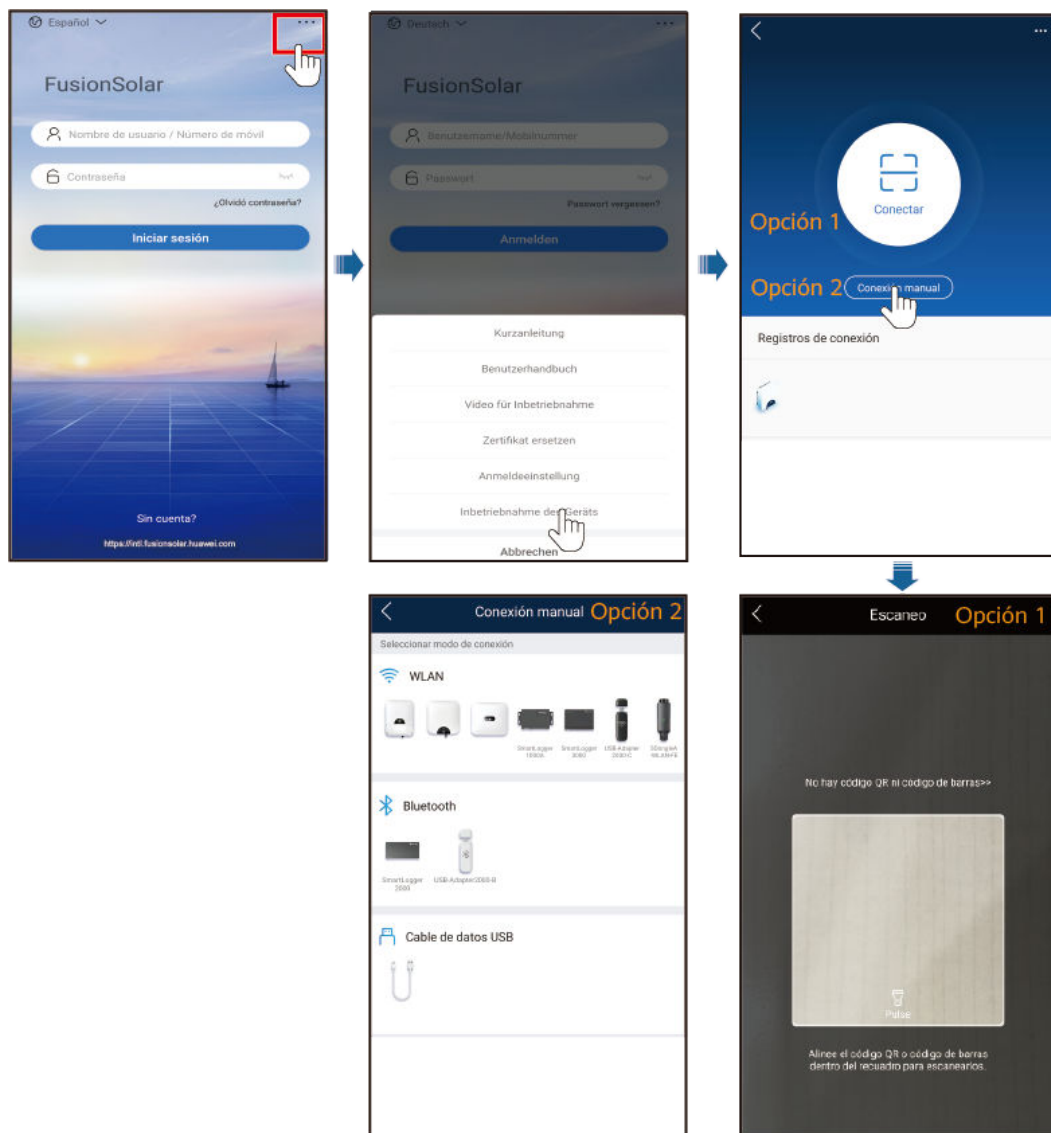 Español
FusionSolar
Nombre de usuario / Número de móvil
Contraseña
¿Olvidó contraseña?
Iniciar sesión
Sin cuenta?
https://intl.fusionsolar.huawei.com
Deutsch
FusionSolar
Benutzername/Mobilnummer
Passwort
Passwort vergessen?
Anmelden
Kurzanleitung
Benutzerhandbuch
Video für Inbetriebnahme
Zertifikat ersetzen
Anmeldeeinstellung
Inbetriebnahme des Geräts
Abbrechen
Conectar
Opción 1
Opción 2
Conexión manual
Registros de conexión
Conexión manual Opción 2
Seleccionar modo de conexión
WLAN
SmartLogger
SmartLogger
USB-Adapter
SDongleA
1000A
3000
2000-C
WLAN-FE
Bluetooth
SmartLogger
2000
USB-Adapter2000-B
Cable de datos USB
Escaneo Opción 1
No hay código QR ni código de barras>>
Pulse
Alinee el código QR o código de barras
dentro del recuadro para escanearlos.